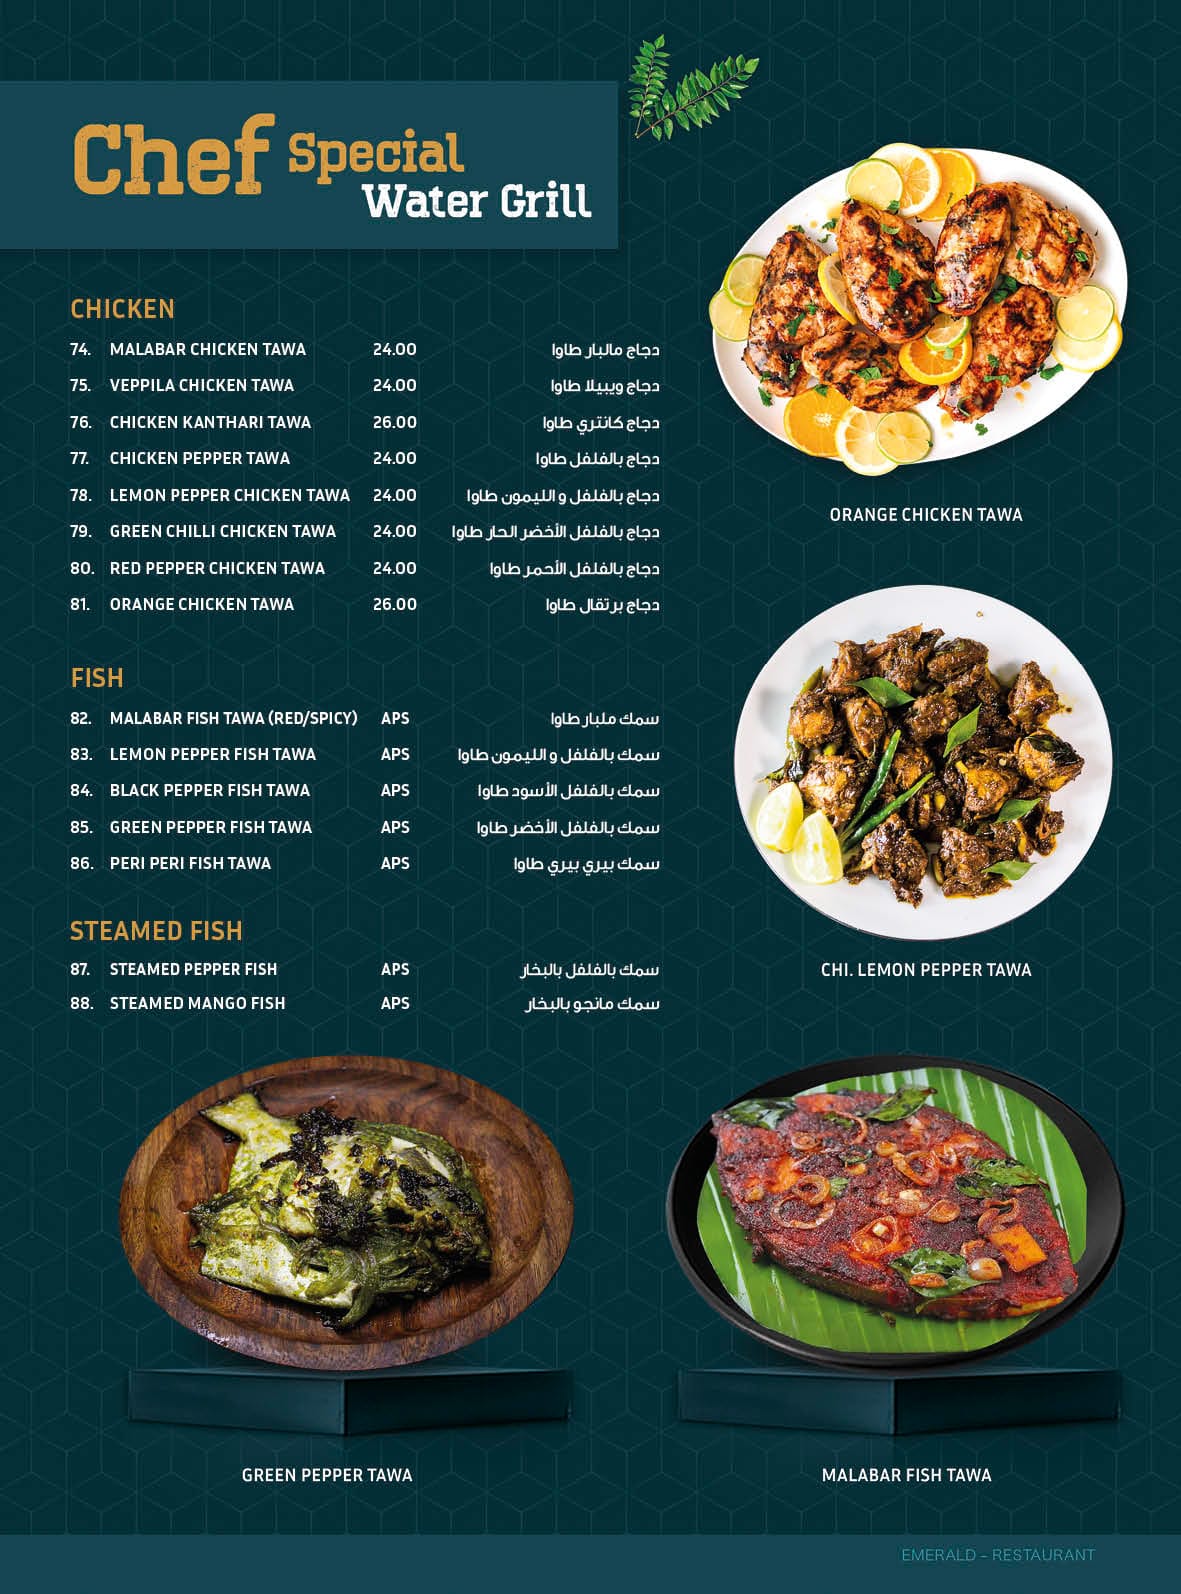 Chef Special
Water Grill
CHICKEN
74. MALABAR CHICKEN TAWA 24.00 دجاج مالبار طاوا
75. VEPPILA CHICKEN TAWA 24.00 دجاج ويبيلا طاوا
76. CHICKEN KANTHARI TAWA 26.00 دجاج كانتري طاوا
77. CHICKEN PEPPER TAWA 24.00 دجاج بالفلفل طاوا
78. LEMON PEPPER CHICKEN TAWA 24.00 دجاج بالفلفل و الليمون طاوا
79. GREEN CHILLI CHICKEN TAWA 24.00 دجاج بالفلفل الأخضر الحار طاوا
80. RED PEPPER CHICKEN TAWA 24.00 دجاج بالفلفل الأحمر طاوا
81. ORANGE CHICKEN TAWA 26.00 دجاج برتقال طاوا
FISH
82. MALABAR FISH TAWA (RED/SPICY) APS سمك ملبار طاوا
83. LEMON PEPPER FISH TAWA APS سمك بالفلفل و الليمون طاوا
84. BLACK PEPPER FISH TAWA APS سمك بالفلفل الأسود طاوا
85. GREEN PEPPER FISH TAWA APS سمك بالفلفل الأخضر طاوا
86. PERI PERI FISH TAWA APS سمك بيري بيري طاوا
STEAMED FISH
87. STEAMED PEPPER FISH APS سمك بالفلفل بالبخار
88. STEAMED MANGO FISH APS سمك مانجو بالبخار
ORANGE CHICKEN TAWA
CHI. LEMON PEPPER TAWA
GREEN PEPPER TAWA
MALABAR FISH TAWA
EMERALD - RESTAURANT